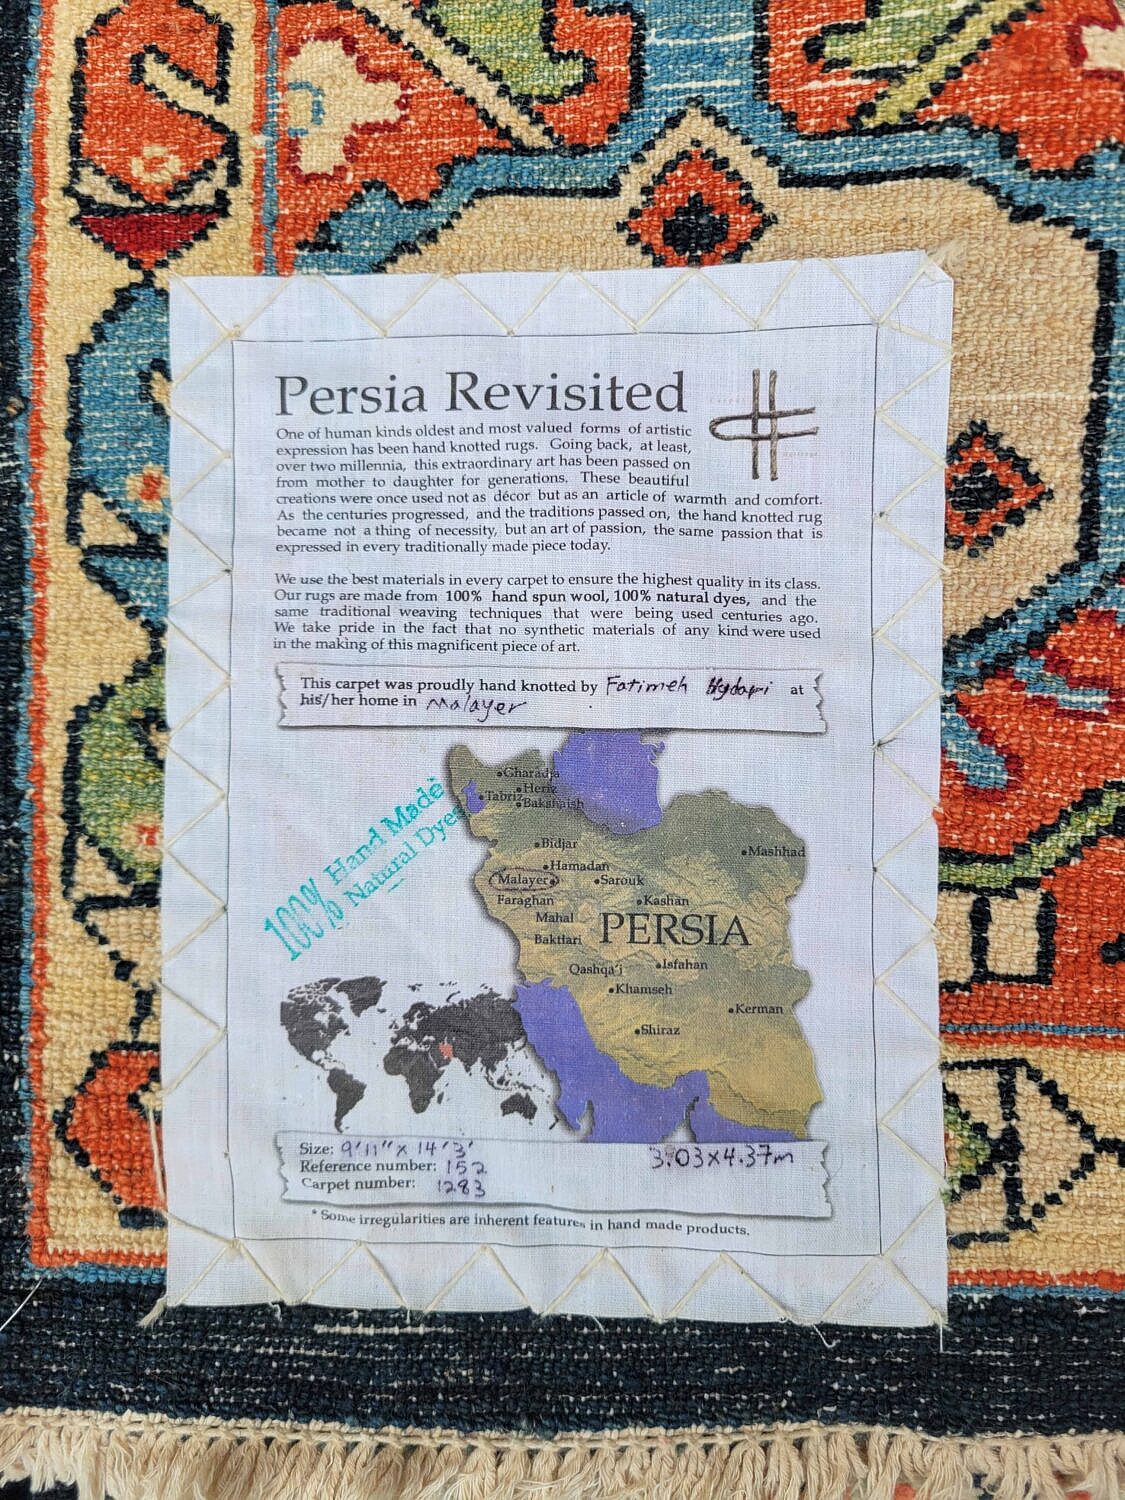 Persia Revisited
One of human kinds oldest and most valued forms of artistic
expression has been hand knotted rugs. Going back, at least,
over two millennia, this extraordinary art has been passed on
from mother to daughter for generations. These beautiful
creations were once used not as décor but as an article of warmth and comfort.
As the centuries progressed, and the traditions passed on, the hand knotted rug
became not a thing of necessity, but an art of passion, the same passion that is
expressed in every traditionally made piece today.
We use the best materials in every carpet to ensure the highest quality in its class.
Our rugs are made from 100% hand spun wool, 100% natural dyes, and the
same traditional weaving techniques that were being used centuries ago.
We take pride in the fact that no synthetic materials of any kind were used
in the making of this magnificent piece of art.
This carpet was proudly hand knotted by Fatimeh at
his/her home in Malayer
100% Hand Made
Natural Dyes
Gharadja
Heriz
Tabriz
Bakshaish
Bidjar
Mashhad
Hamadan
Malayer
Sarouk
Faraghan
Kashan
Mahal
PERSIA
Baktiari
Isfahan
Qashqa'i
Khamseh
Kerman
Shiraz
Size: 9'11" x 14'3' 3.03x4.37m
Reference number: 152
Carpet number: 1283
* Some irregularities are inherent features in hand made products.